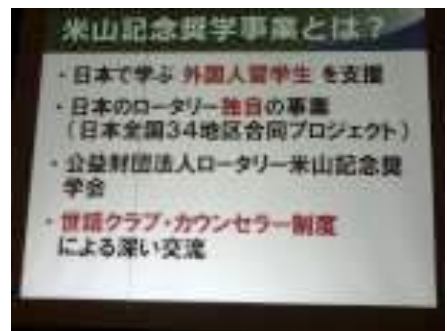 米山記念奨学事業とは？
・日本で学ぶ 外国人留学生 を支援
・日本のロータリー独自の事業
（日本全国34地区合同プロジェクト）
・公益財団法人ロータリー米山記念奨
学会
・世話クラブ・カウンセラー制度
による深い交流